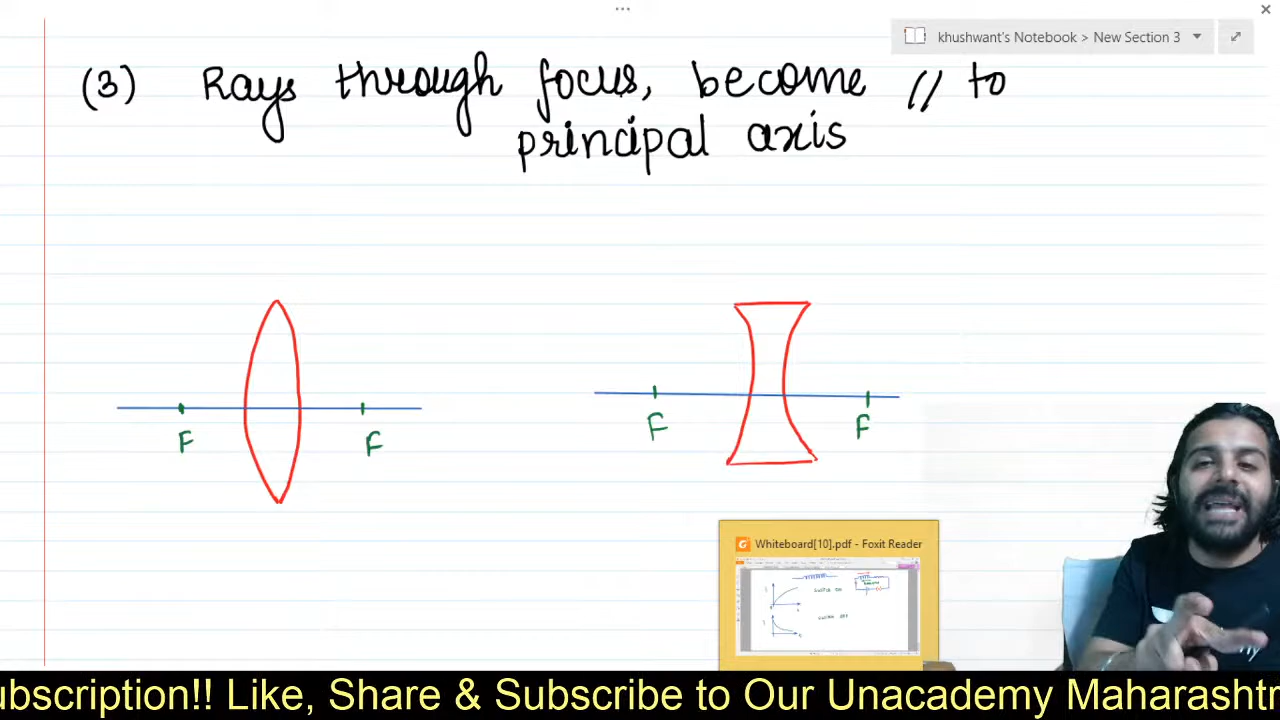 khushwant's Notebook > New Section 3
(3) Rays through focus, become // to
principal axis
F
F
F
F
Whiteboard[10].pdf - Foxit Reader
ubscription!! Like, Share & Subscribe to Our Unacademy Maharashtr